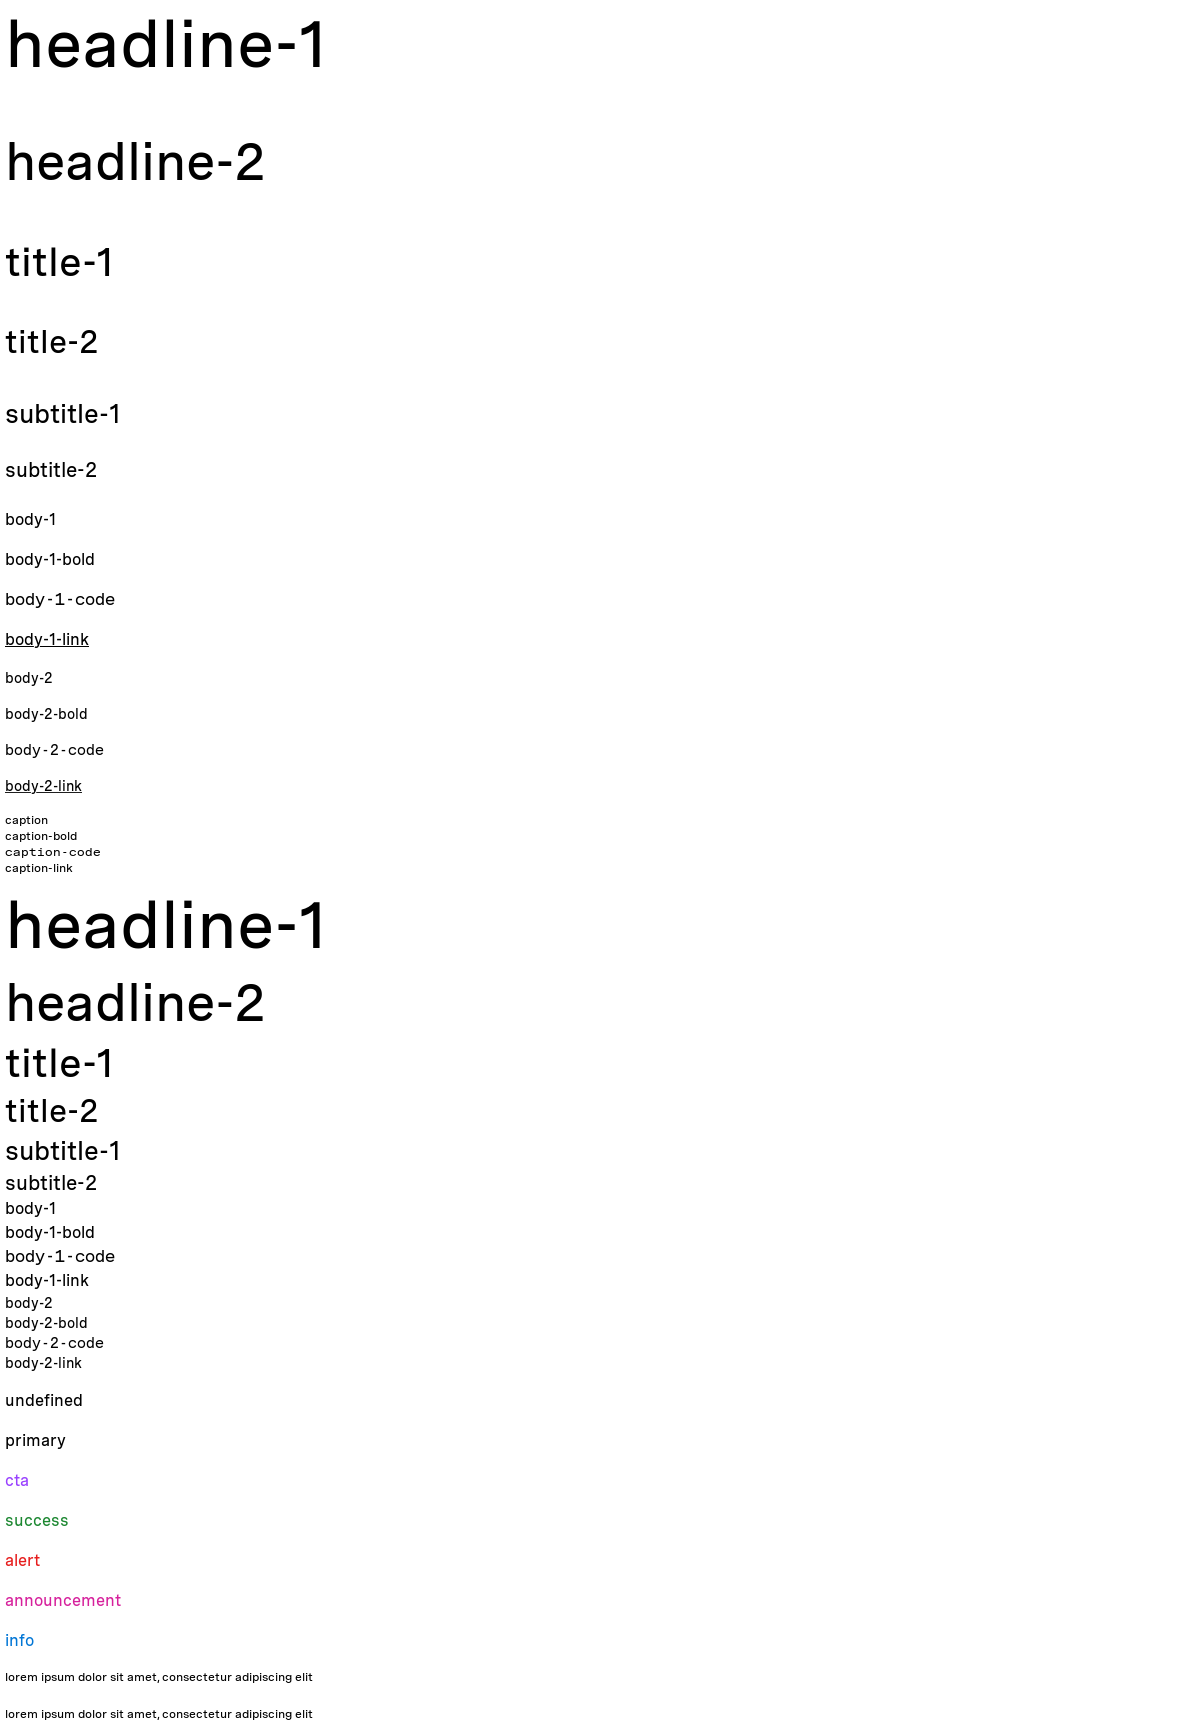 headline-1
headline-2
title-1
title-2
subtitle-1
subtitle-2
body-1
body-1-bold
body-1-code
body-1-link
body-2
body-2-bold
body-2-code
body-2-link
caption
caption-bold
caption-code
caption-link
headline-1
headline-2
title-1
title-2
subtitle-1
subtitle-2
body-1
body-1-bold
body-1-code
body-1-link
body-2
body-2-bold
body-2-code
body-2-link
undefined
primary
cta
success
alert
announcement
info
lorem ipsum dolor sit amet, consectetur adipiscing elit
lorem ipsum dolor sit amet, consectetur adipiscing elit